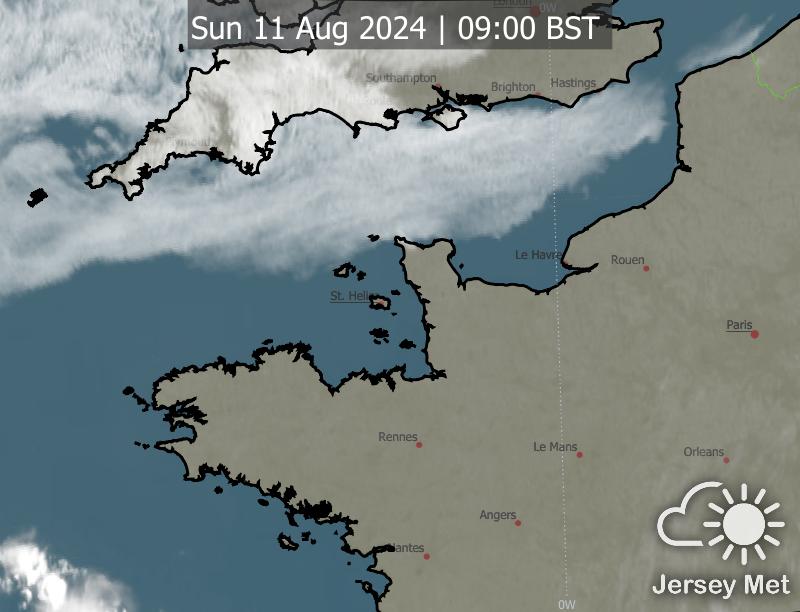 London
0W
Sun 11 Aug 2024 | 09:00 BST
Southampton
Brighton
Hastings
Le Havre
Rouen
St. Heli
Paris
Rennes
Le Mans
Orleans
Angers
Nantes
0W
Jersey Met